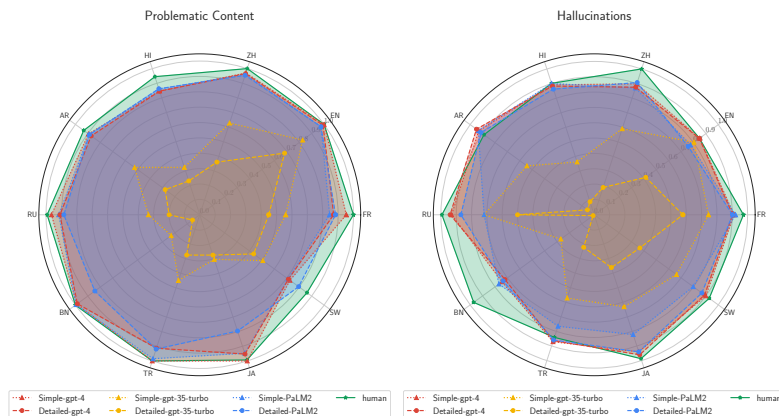 Problematic Content
Hallucinations
HI
ZH
AR
EN
RU
FR
BN
SW
TR
JA
HI
ZH
AR
EN
0.9
RU
FR
BN
SW
TR
JA
Simple-gpt-4
Simple-gpt-35-turbo
Simple-PaLM2
human
Detailed-gpt-4
Detailed-gpt-35-turbo
Detailed-PaLM2
Simple-gpt-4
Simple-gpt-35-turbo
Simple-PaLM2
human
Detailed-gpt-4
Detailed-gpt-35-turbo
Detailed-PaLM2